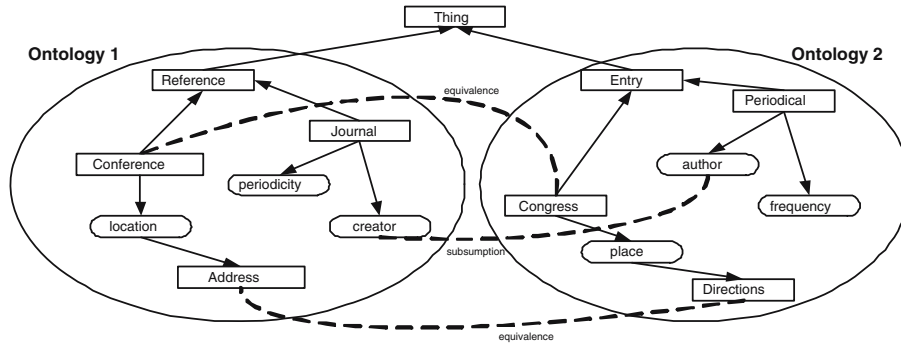 Thing
Ontology 1
Ontology 2
Reference
Entry
equivalence
Periodical
Journal
Conference
author
periodicity
Congress
frequency
location
creator
subsumption
place
Address
Directions
equivalence